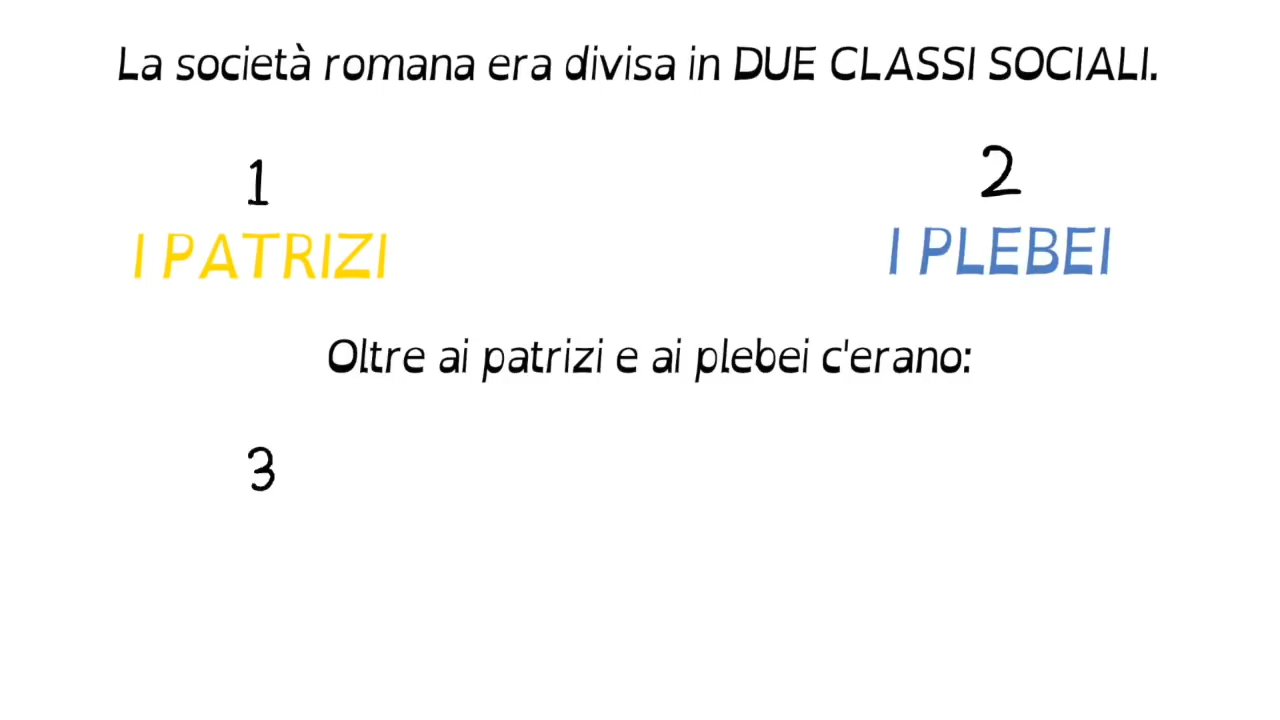 La società romana era divisa in DUE CLASSI SOCIALI.
1
2
I PATRIZI
I PLEBEI
Oltre ai patrizi e ai plebei c'erano:
3